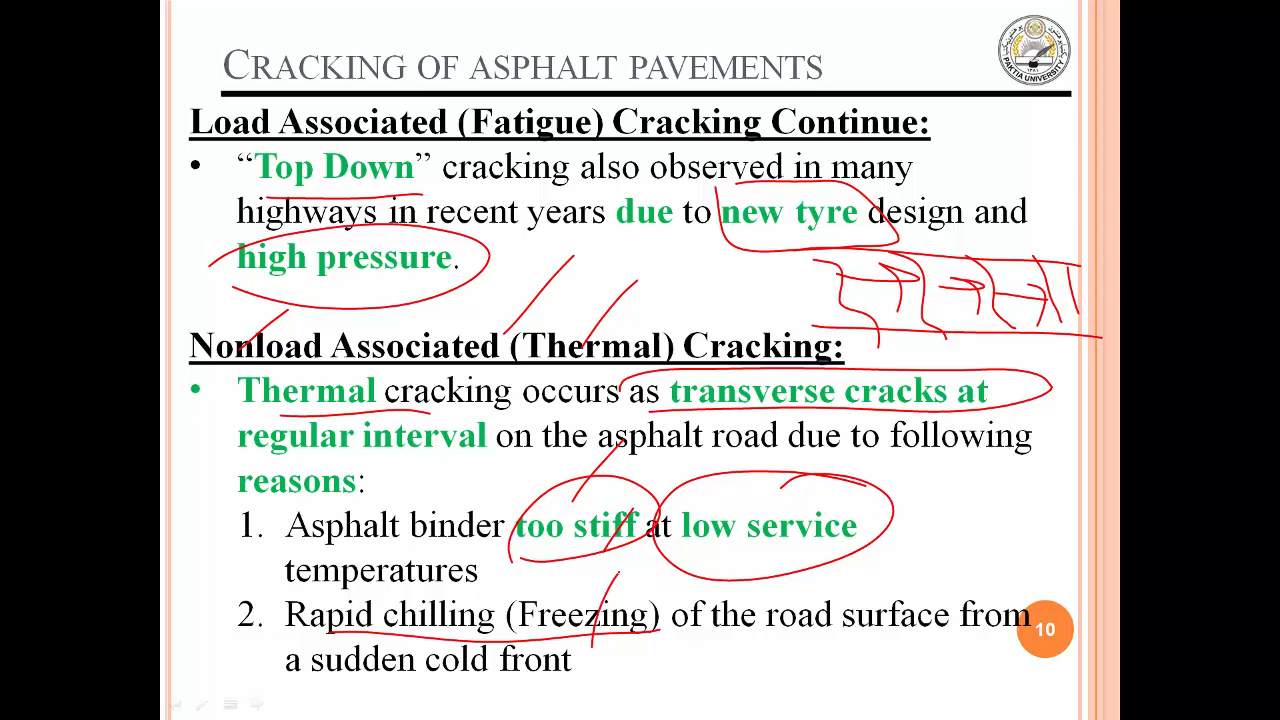 CRACKING OF ASPHALT PAVEMENTS
PAKTIA UNIVERSITY
Load Associated (Fatigue) Cracking Continue:
• “Top Down” cracking also observed in many
highways in recent years due to new tyre design and
high pressure.
Nonload Associated (Thermal) Cracking:
• Thermal cracking occurs as transverse cracks at
regular interval on the asphalt road due to following
reasons:
1. Asphalt binder too stiff at low service
temperatures
2. Rapid chilling (Freezing) of the road surface from
a sudden cold front
10